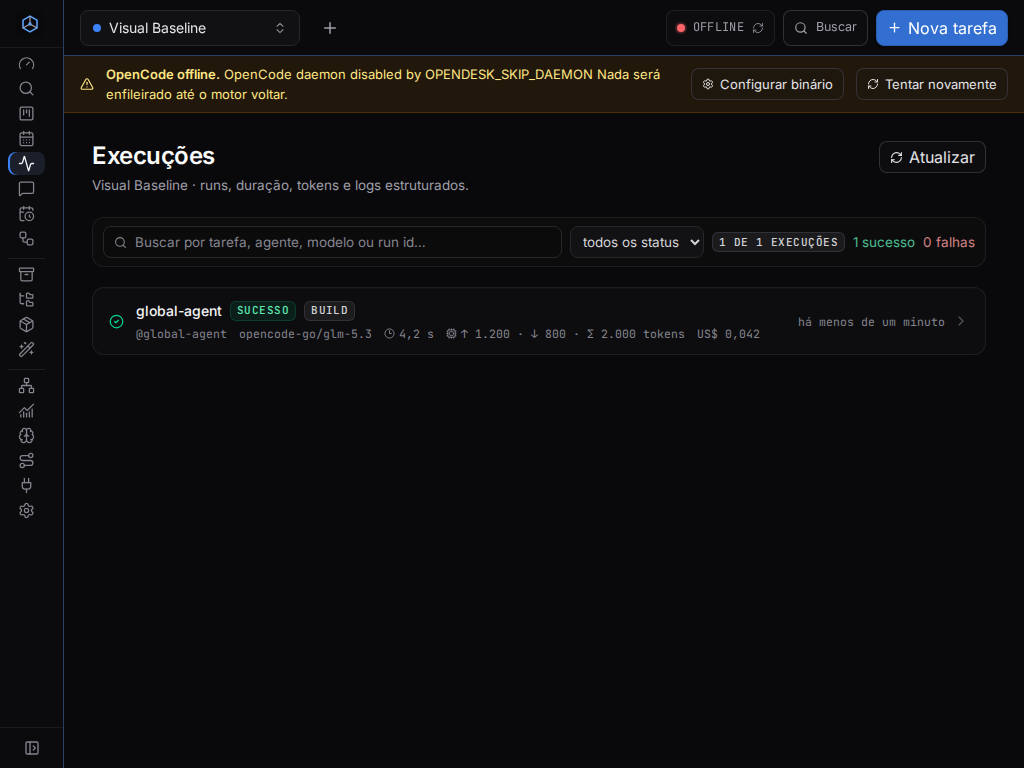 Visual Baseline
OFFLINE
Buscar
Nova tarefa
OpenCode offline. OpenCode daemon disabled by OPENDESK_SKIP_DAEMON Nada será
enfileirado até o motor voltar.
Configurar binário
Tentar novamente
Execuções
Atualizar
Visual Baseline · runs, duração, tokens e logs estruturados.
Buscar por tarefa, agente, modelo ou run id...
todos os status
1 DE 1 EXECUÇÕES
1 sucesso
0 falhas
global-agent SUCESSO BUILD
@global-agent opencode-go/glm-5.3 4,2 s ↑ 1.200 · ↓ 800 · Σ 2.000 tokens US$ 0,042
há menos de um minuto